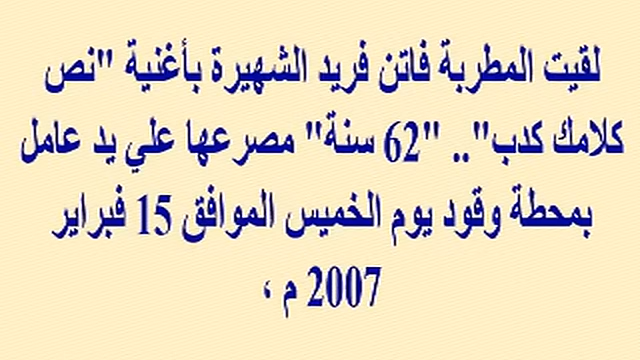 لقيت المطربة فاتن فريد الشهيرة بأغنية "نص
كلامك كدب".. "62 سنة" مصرعها علي يد عامل
بمحطة وقود يوم الخميس الموافق 15 فبراير
2007 م ،